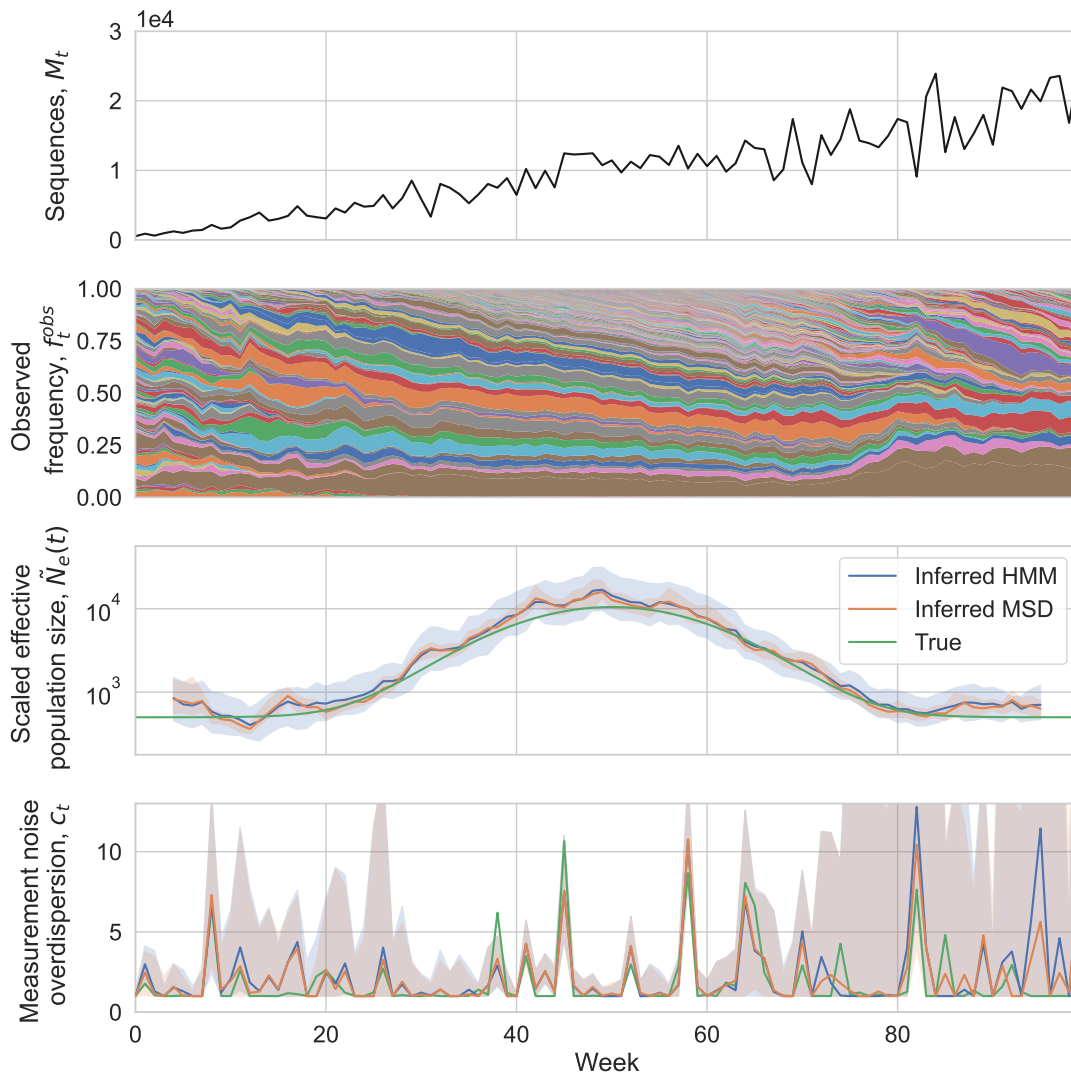 1e4
3
2
1
0
Sequences, M_t
1.00
0.75
0.50
0.25
0.00
Observed
frequency, f_t^{obs}
10^4
10^3
Scaled effective
population size, Ñ_e(t)
Inferred HMM
Inferred MSD
True
10
5
0
Measurement noise
overdispersion, c_t
0 20 40 60 80
Week